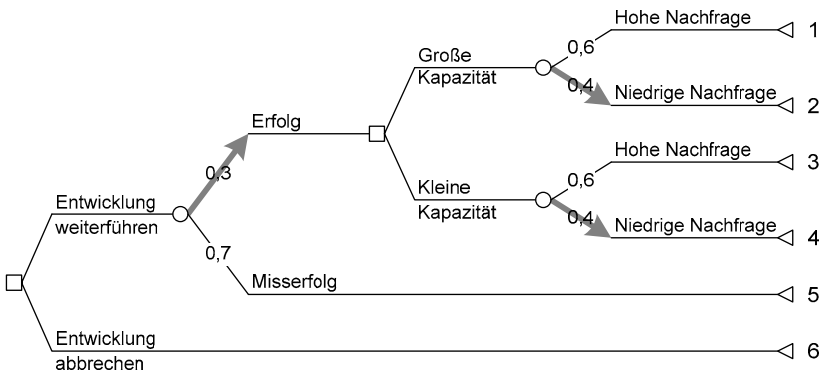 Hohe Nachfrage
1
0,6
Große
Kapazität
0,4
Niedrige Nachfrage
2
Erfolg
Hohe Nachfrage
3
0,3
0,6
Kleine
Kapazität
0,4
Niedrige Nachfrage
4
Entwicklung
weiterführen
0,7
Misserfolg
5
Entwicklung
abbrechen
6